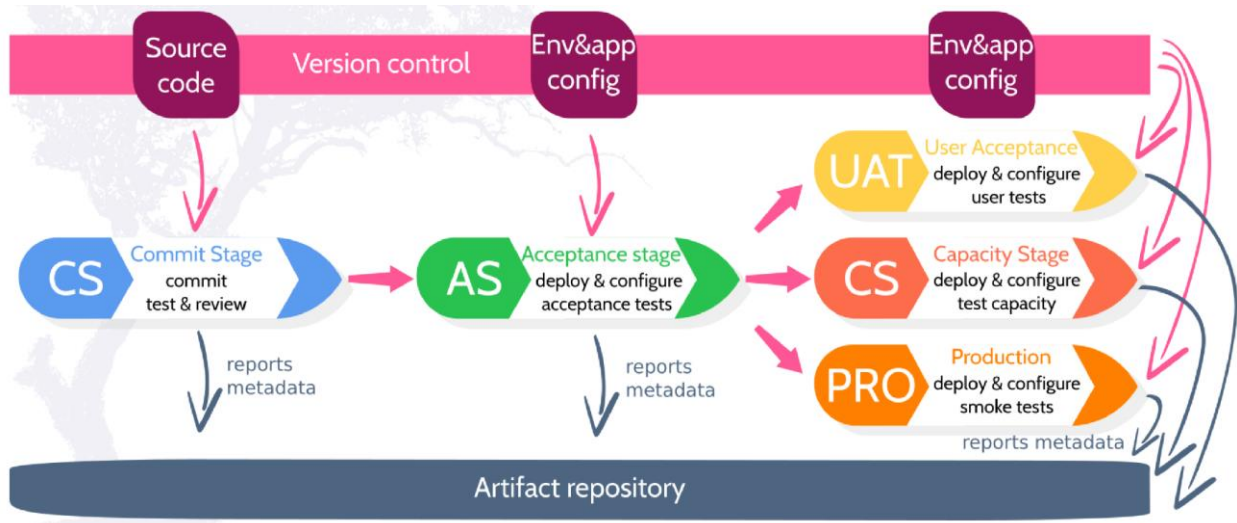 Source
code
Version control
Env&app
config
Env&app
config
UAT
User Acceptance
deploy & configure
user tests
CS
Commit Stage
commit
test & review
AS
Acceptance stage
deploy & configure
acceptance tests
CS
Capacity Stage
deploy & configure
test capacity
PRO
Production
deploy & configure
smoke tests
reports
metadata
reports
metadata
reports metadata
Artifact repository